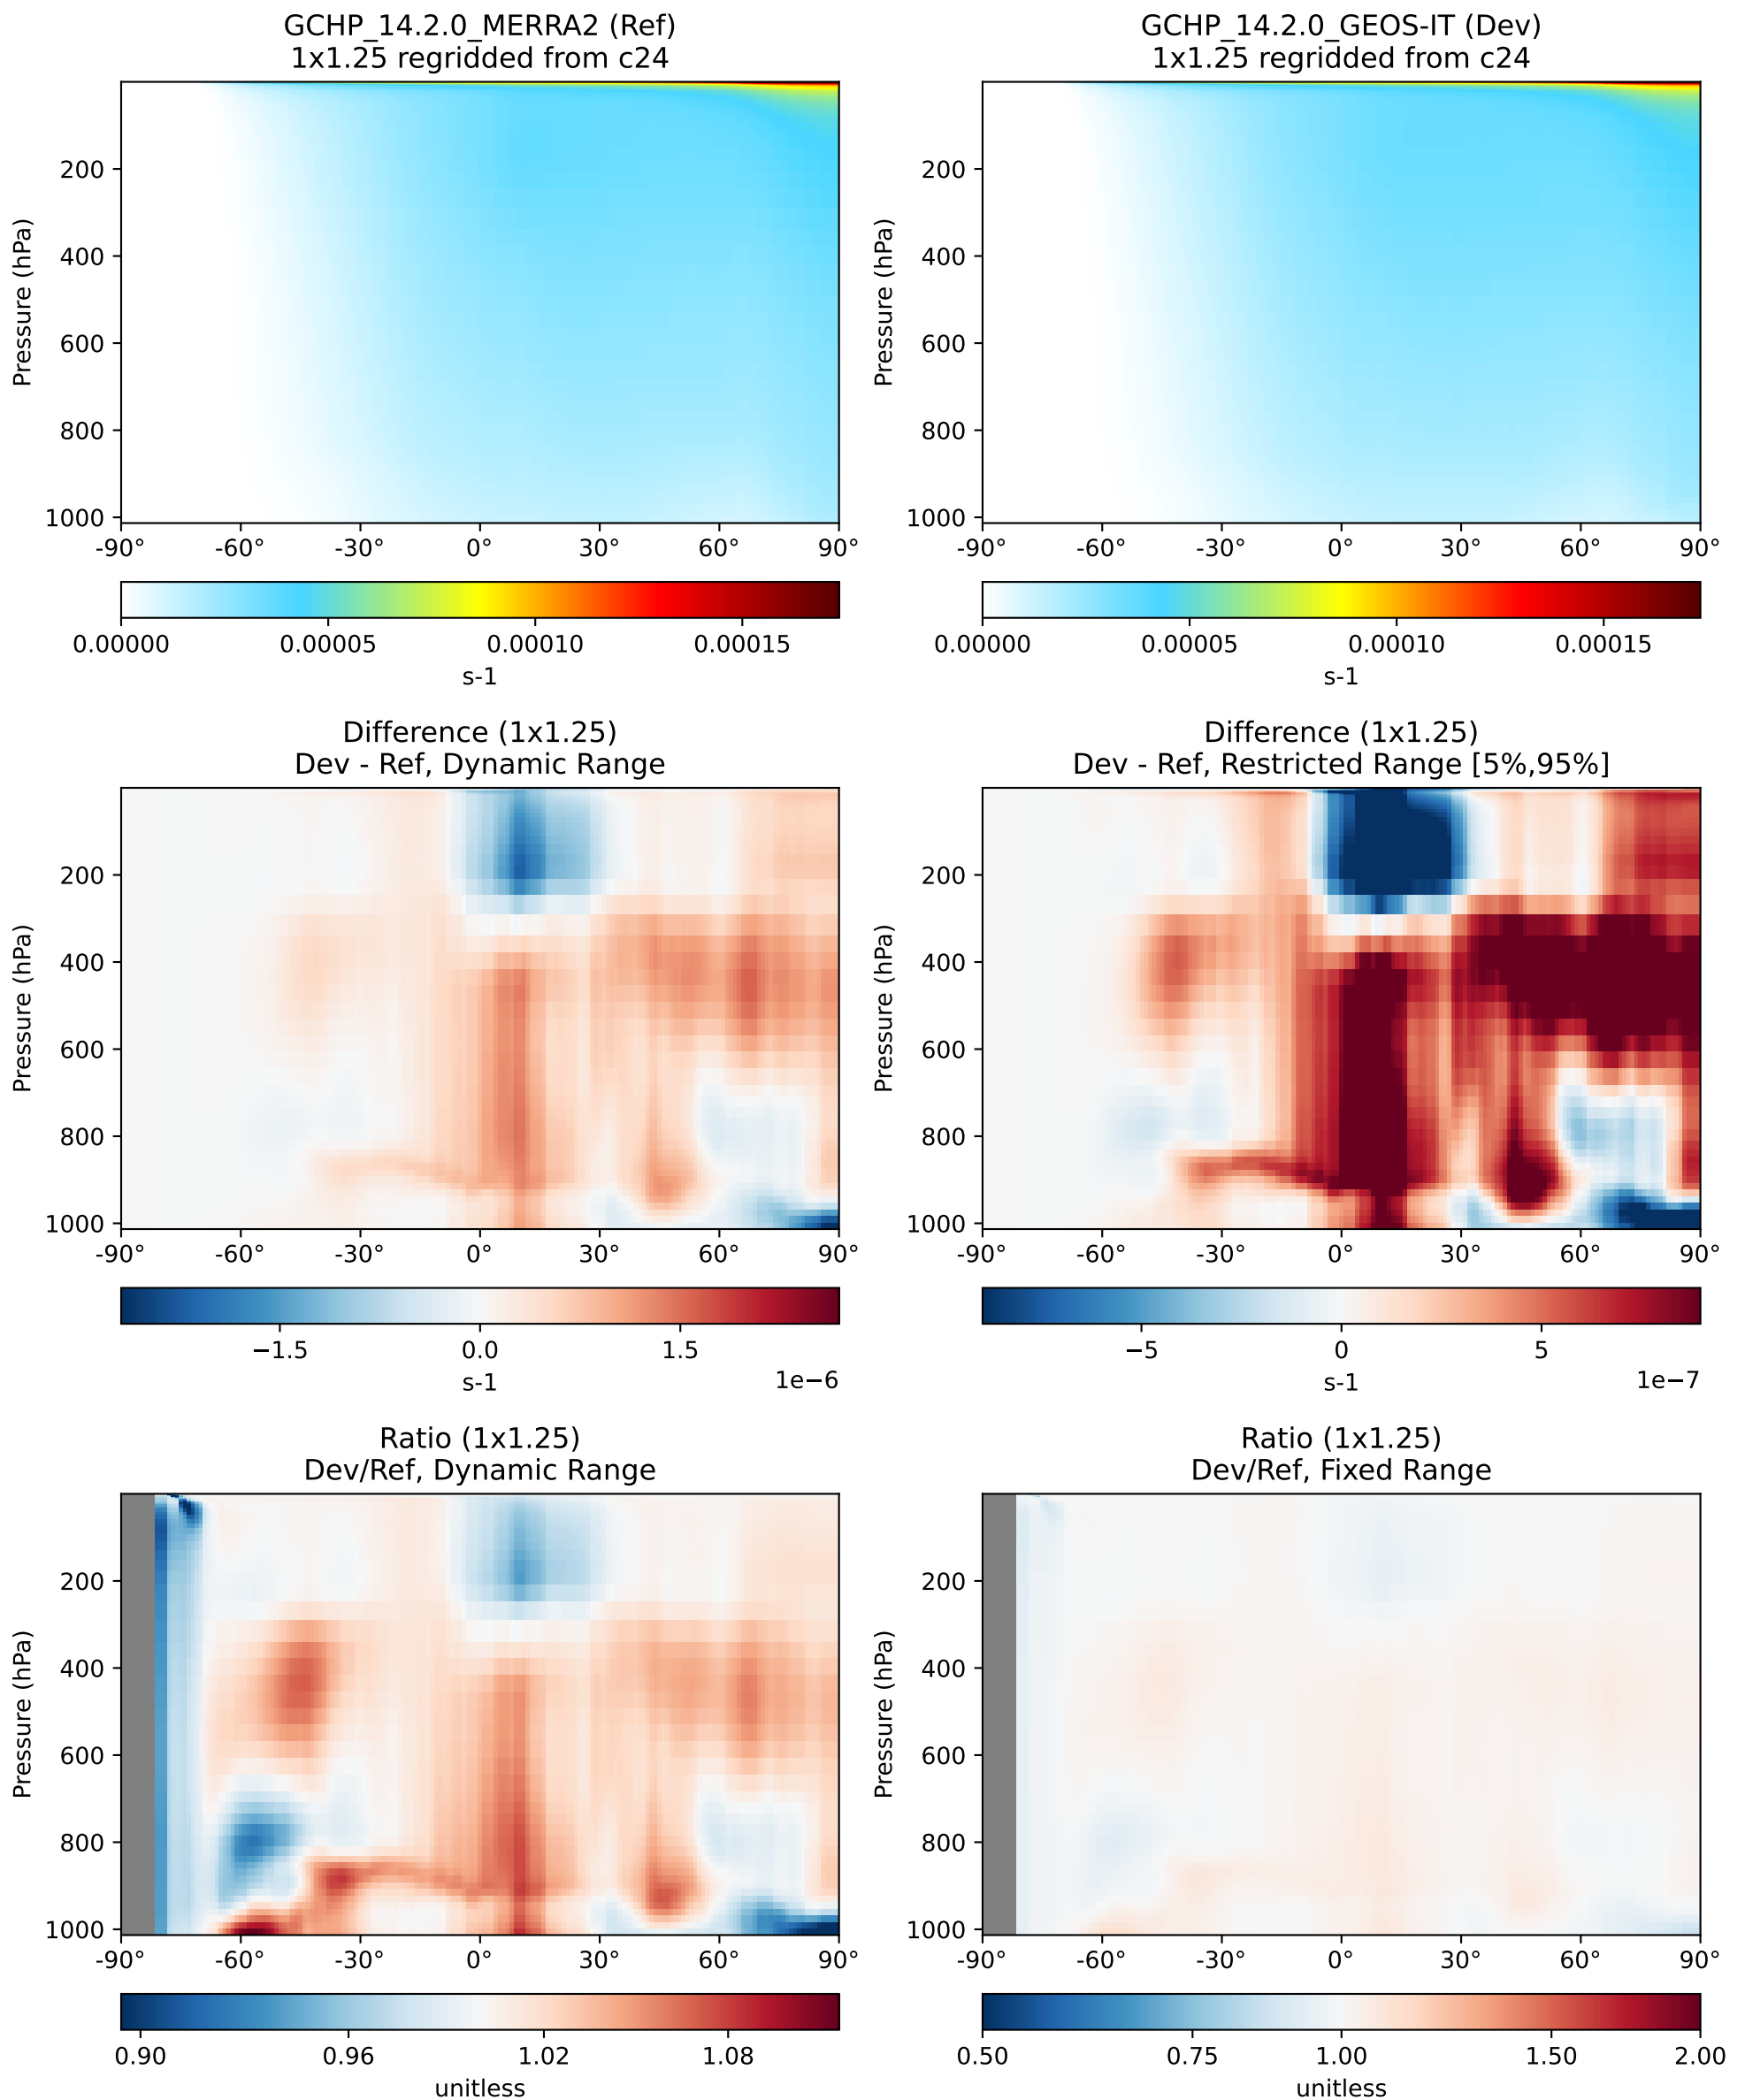 GCHP_14.2.0_MERRA2 (Ref)
1x1.25 regridded from c24
Pressure (hPa)
200
400
600
800
1000
-90° -60° -30° 0° 30° 60° 90°
0.00000 0.00005 0.00010 0.00015
s-1
GCHP_14.2.0_GEOS-IT (Dev)
1x1.25 regridded from c24
Pressure (hPa)
200
400
600
800
1000
-90° -60° -30° 0° 30° 60° 90°
0.00000 0.00005 0.00010 0.00015
s-1
Difference (1x1.25)
Dev - Ref, Dynamic Range
Pressure (hPa)
200
400
600
800
1000
-90° -60° -30° 0° 30° 60° 90°
−1.5 0.0 1.5
s-1 1e−6
Difference (1x1.25)
Dev - Ref, Restricted Range [5%,95%]
Pressure (hPa)
200
400
600
800
1000
-90° -60° -30° 0° 30° 60° 90°
−5 0 5
s-1 1e−7
Ratio (1x1.25)
Dev/Ref, Dynamic Range
Pressure (hPa)
200
400
600
800
1000
-90° -60° -30° 0° 30° 60° 90°
0.90 0.96 1.02 1.08
unitless
Ratio (1x1.25)
Dev/Ref, Fixed Range
Pressure (hPa)
200
400
600
800
1000
-90° -60° -30° 0° 30° 60° 90°
0.50 0.75 1.00 1.50 2.00
unitless